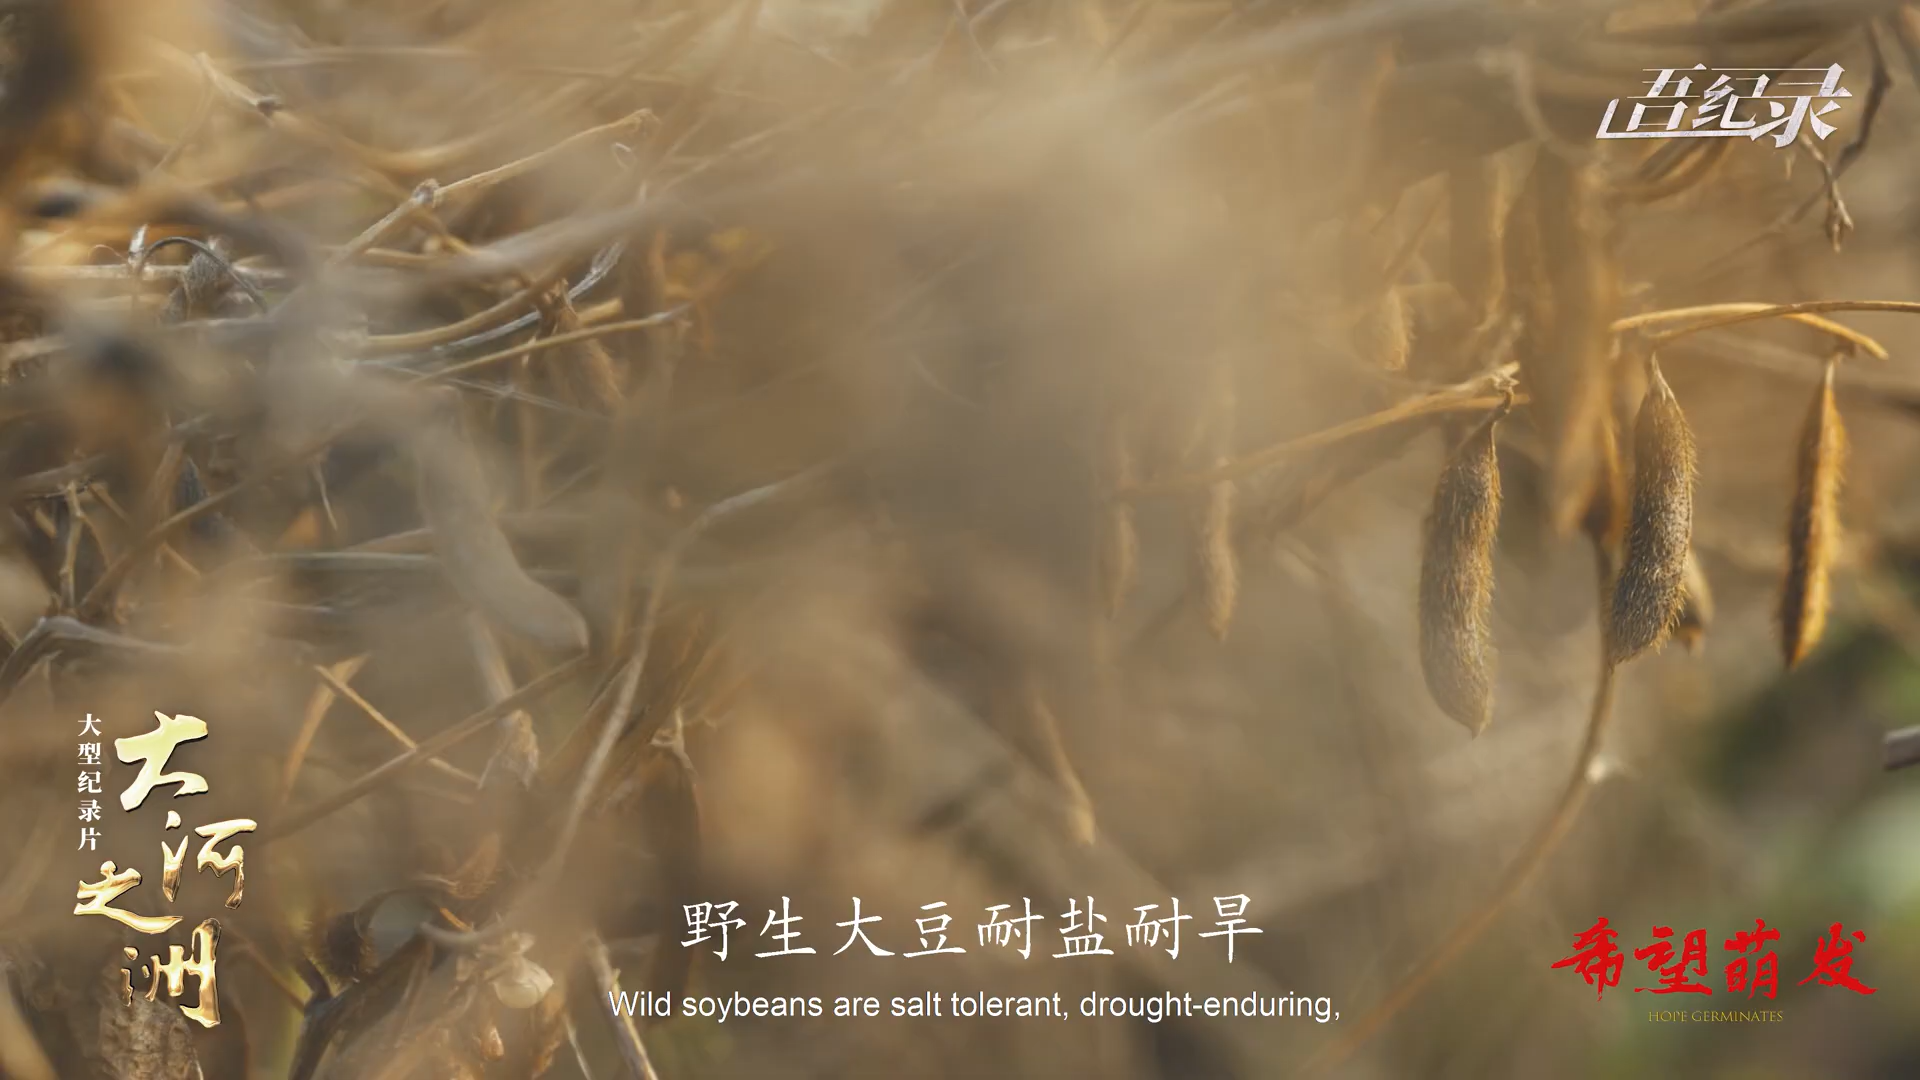 吾纪录
大型纪录片
大河之洲
野生大豆耐盐耐旱
Wild soybeans are salt tolerant, drought-enduring,
希望萌发
HOPE GERMINATES